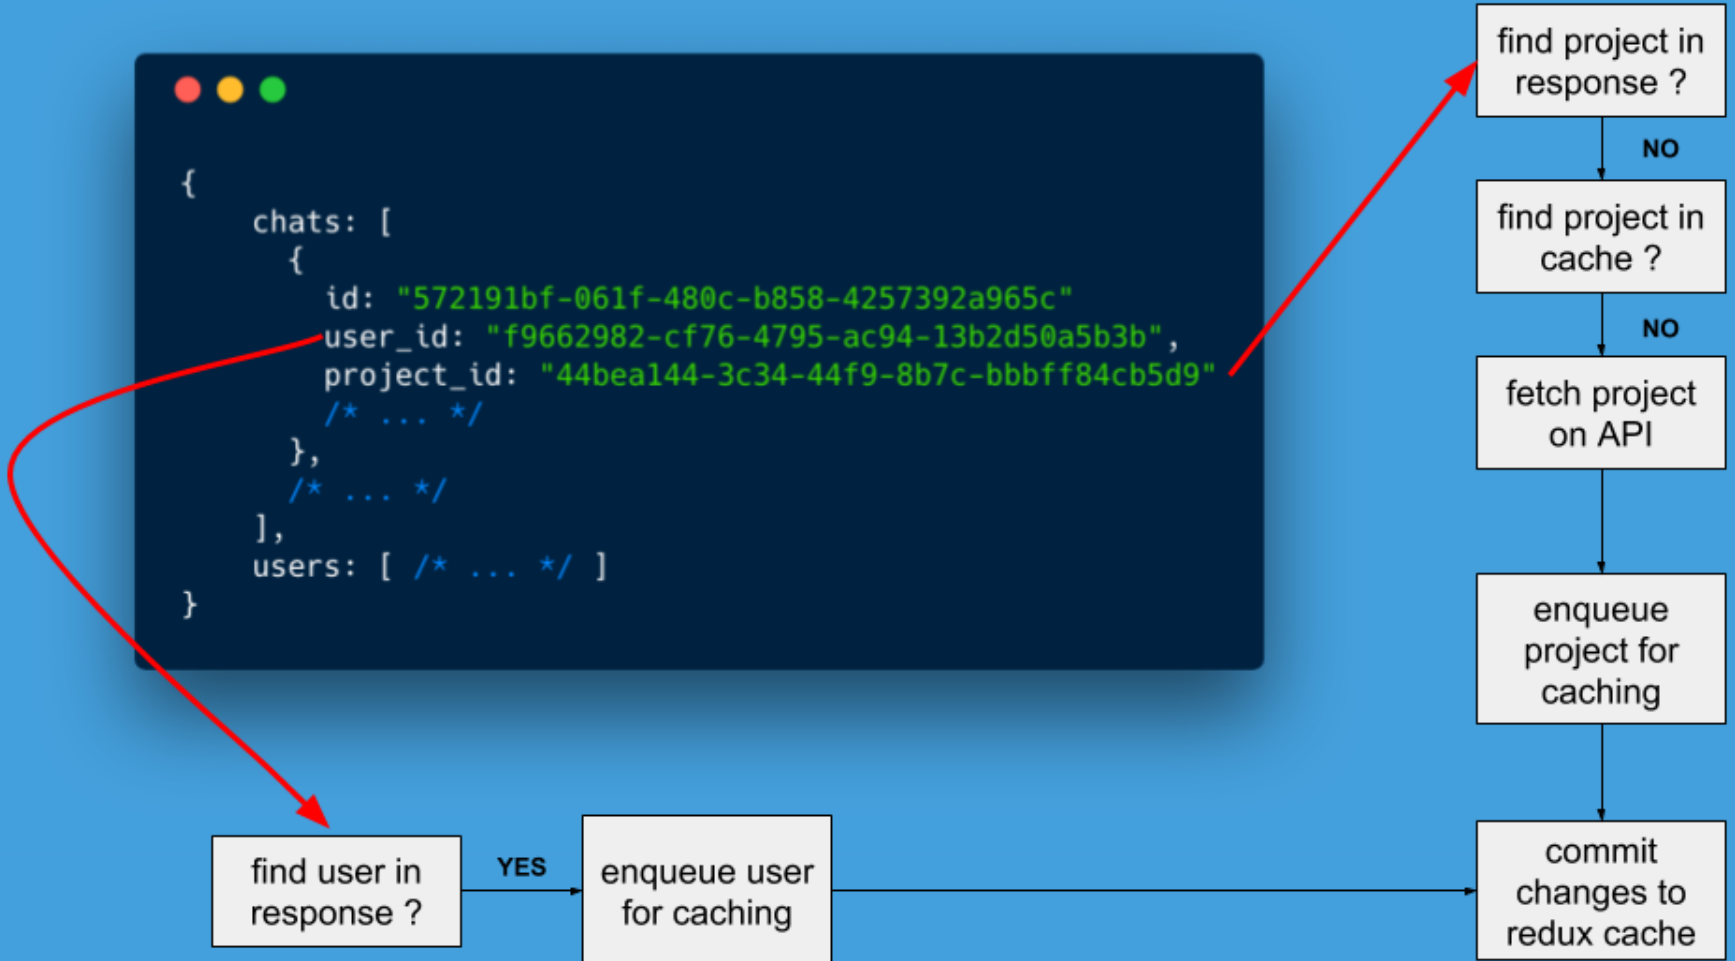 {
chats: [
{
id: "572191bf-061f-480c-b858-4257392a965c"
user_id: "f9662982-cf76-4795-ac94-13b2d50a5b3b",
project_id: "44bea144-3c34-44f9-8b7c-bbbff84cb5d9"
/* ... */
},
/* ... */
],
users: [ /* ... */ ]
}
find project in
response ?
NO
find project in
cache ?
NO
fetch project
on API
enqueue
project for
caching
find user in
response ?
YES
enqueue user
for caching
commit
changes to
redux cache